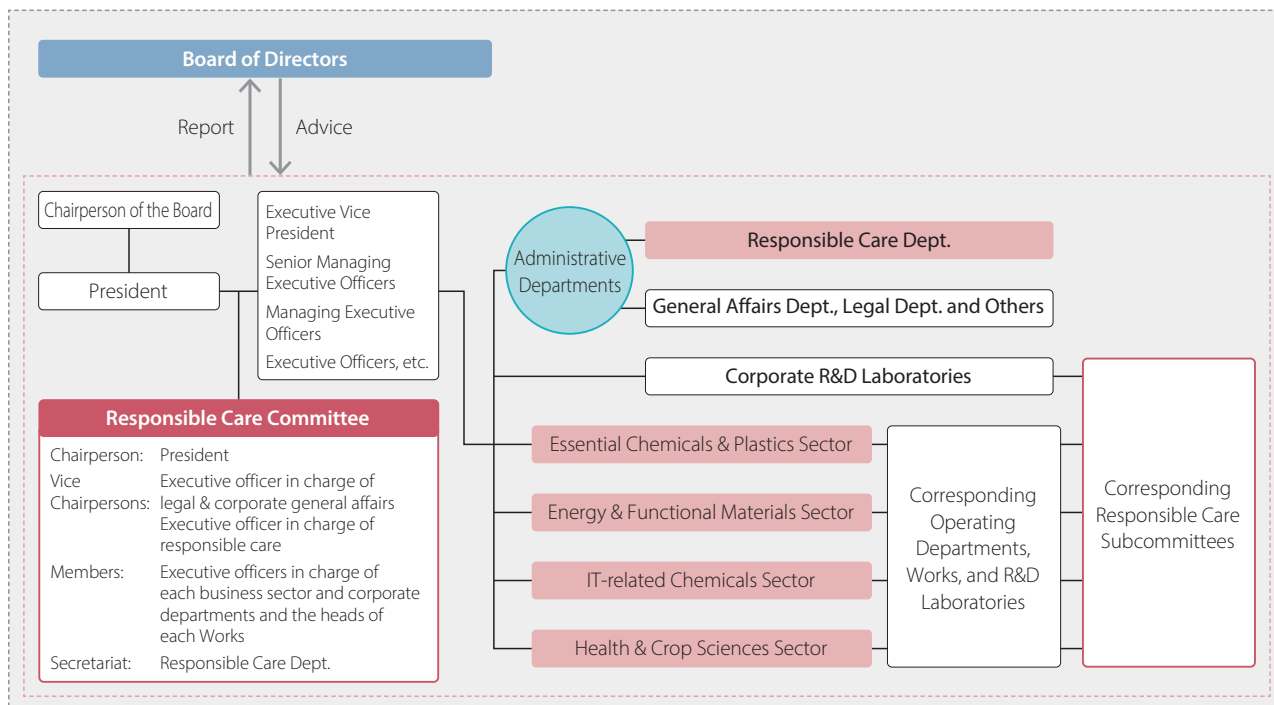 Board of Directors
Report
Advice
Chairperson of the Board
President
Executive Vice
President
Senior Managing
Executive Officers
Managing Executive
Officers
Executive Officers, etc.
Administrative
Departments
Responsible Care Dept.
General Affairs Dept., Legal Dept. and Others
Corporate R&D Laboratories
Essential Chemicals & Plastics Sector
Energy & Functional Materials Sector
IT-related Chemicals Sector
Health & Crop Sciences Sector
Corresponding
Operating
Departments,
Works, and R&D
Laboratories
Corresponding
Responsible Care
Subcommittees
Responsible Care Committee
Chairperson: President
Vice Executive officer in charge of
Chairpersons: legal & corporate general affairs
Executive officer in charge of
responsible care
Members: Executive officers in charge of
each business sector and corporate
departments and the heads of
each Works
Secretariat: Responsible Care Dept.